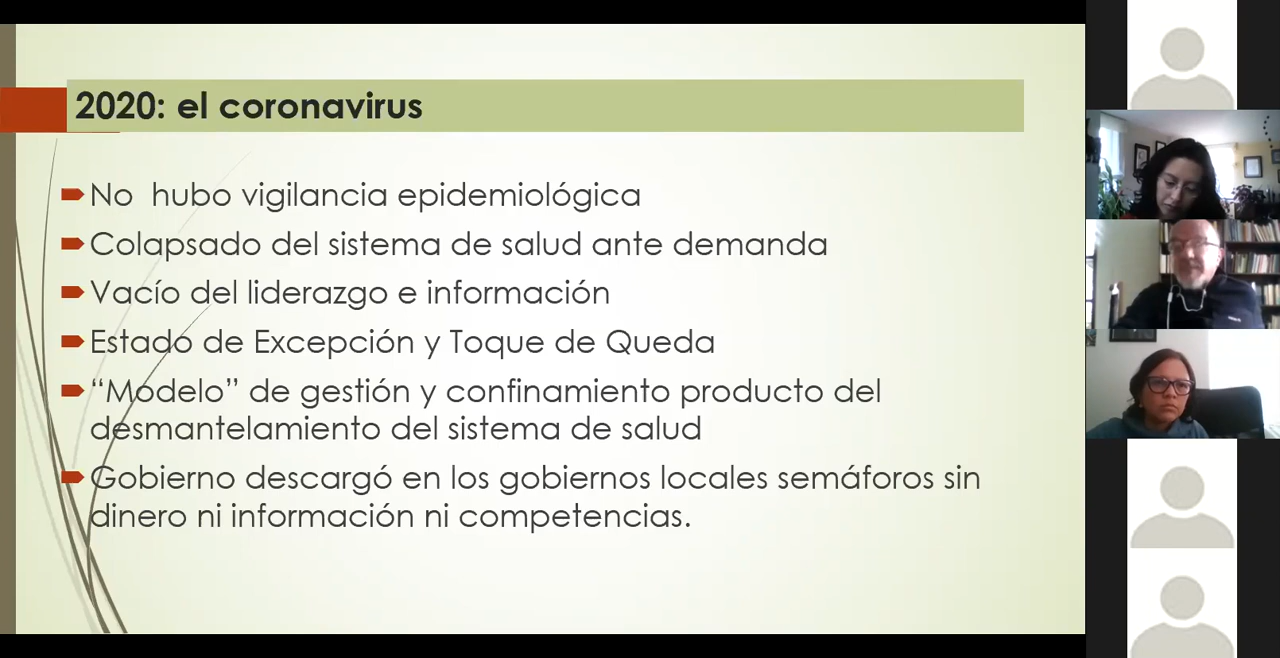 2020: el coronavirus
No hubo vigilancia epidemiológica
Colapsado del sistema de salud ante demanda
Vacío del liderazgo e información
Estado de Excepción y Toque de Queda
“Modelo” de gestión y confinamiento producto del
desmantelamiento del sistema de salud
Gobierno descargó en los gobiernos locales semáforos sin
dinero ni información ni competencias.